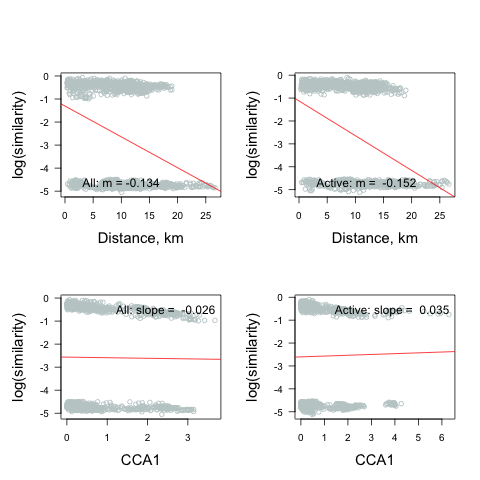 0
-1
-2
-3
-4
-5
log(similarity)
All: m = -0.134
0 5 10 15 20 25
Distance, km
0
-1
-2
-3
-4
-5
log(similarity)
Active: m = -0.152
0 5 10 15 20 25
Distance, km
0
-1
-2
-3
-4
-5
log(similarity)
All: slope = -0.026
0 1 2 3
CCA1
0
-1
-2
-3
-4
-5
log(similarity)
Active: slope = 0.035
0 1 2 3 4 5 6
CCA1